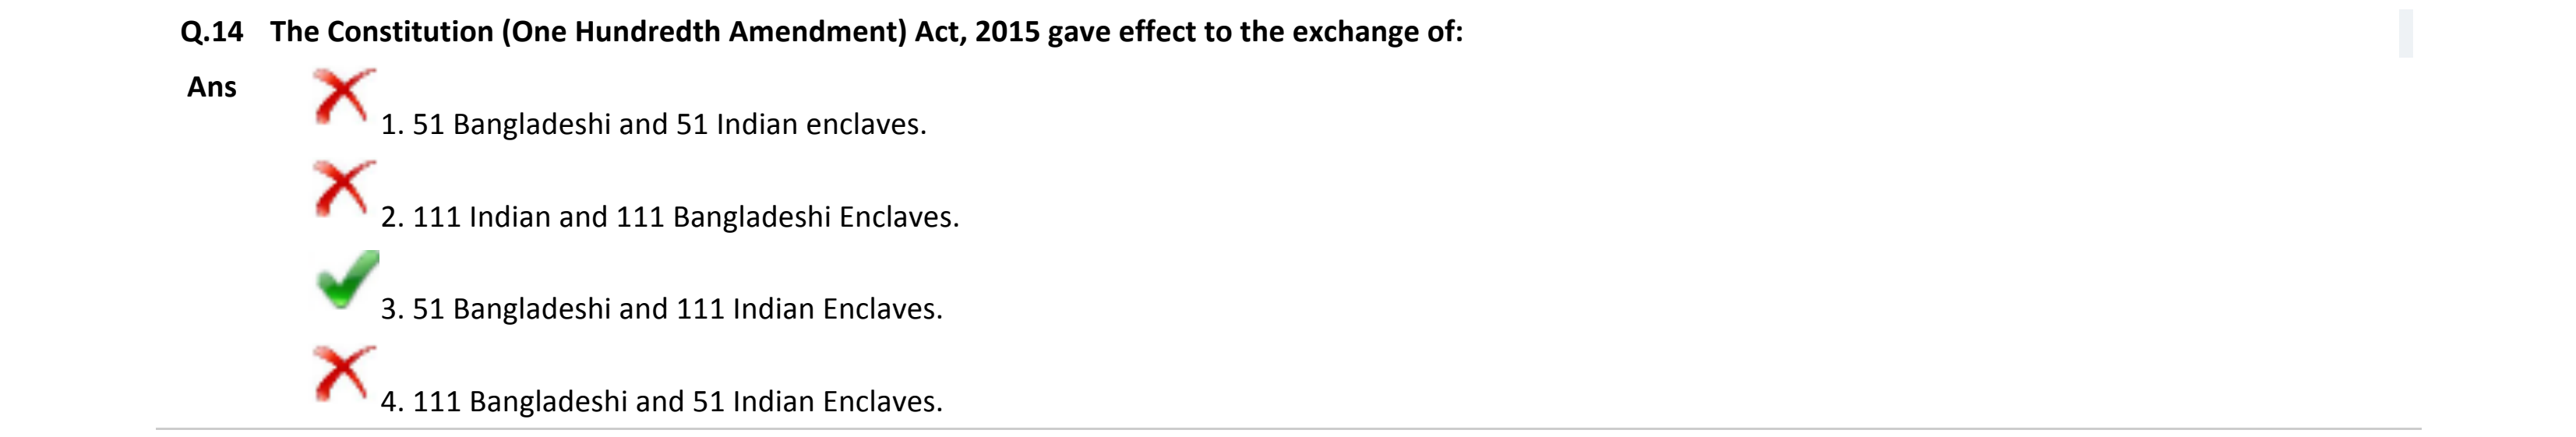 Q.14 The Constitution (One Hundredth Amendment) Act, 2015 gave effect to the exchange of:
Ans
1. 51 Bangladeshi and 51 Indian enclaves.
2. 111 Indian and 111 Bangladeshi Enclaves.
3. 51 Bangladeshi and 111 Indian Enclaves.
4. 111 Bangladeshi and 51 Indian Enclaves.